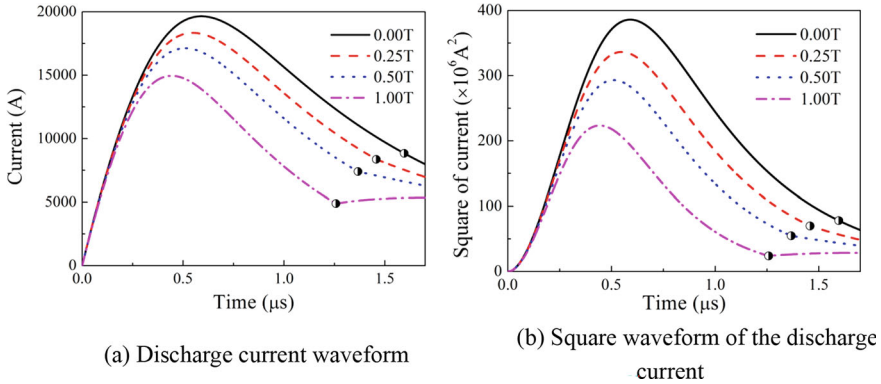 20000
15000
10000
5000
0
Current (A)
0.00T
0.25T
0.50T
1.00T
0.0
0.5
1.0
1.5
Time (μs)
(a) Discharge current waveform
400
300
200
100
0
Square of current (×10⁶A²)
0.00T
0.25T
0.50T
1.00T
0.0
0.5
1.0
1.5
Time (μs)
(b) Square waveform of the discharge
current